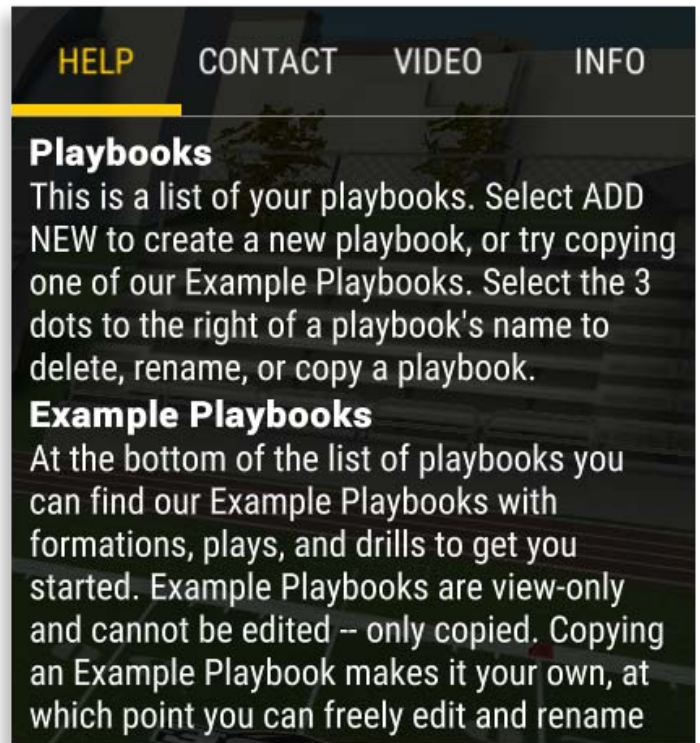 HELP CONTACT VIDEO INFO
Playbooks
This is a list of your playbooks. Select ADD
NEW to create a new playbook, or try copying
one of our Example Playbooks. Select the 3
dots to the right of a playbook's name to
delete, rename, or copy a playbook.
Example Playbooks
At the bottom of the list of playbooks you
can find our Example Playbooks with
formations, plays, and drills to get you
started. Example Playbooks are view-only
and cannot be edited -- only copied. Copying
an Example Playbook makes it your own, at
which point you can freely edit and rename